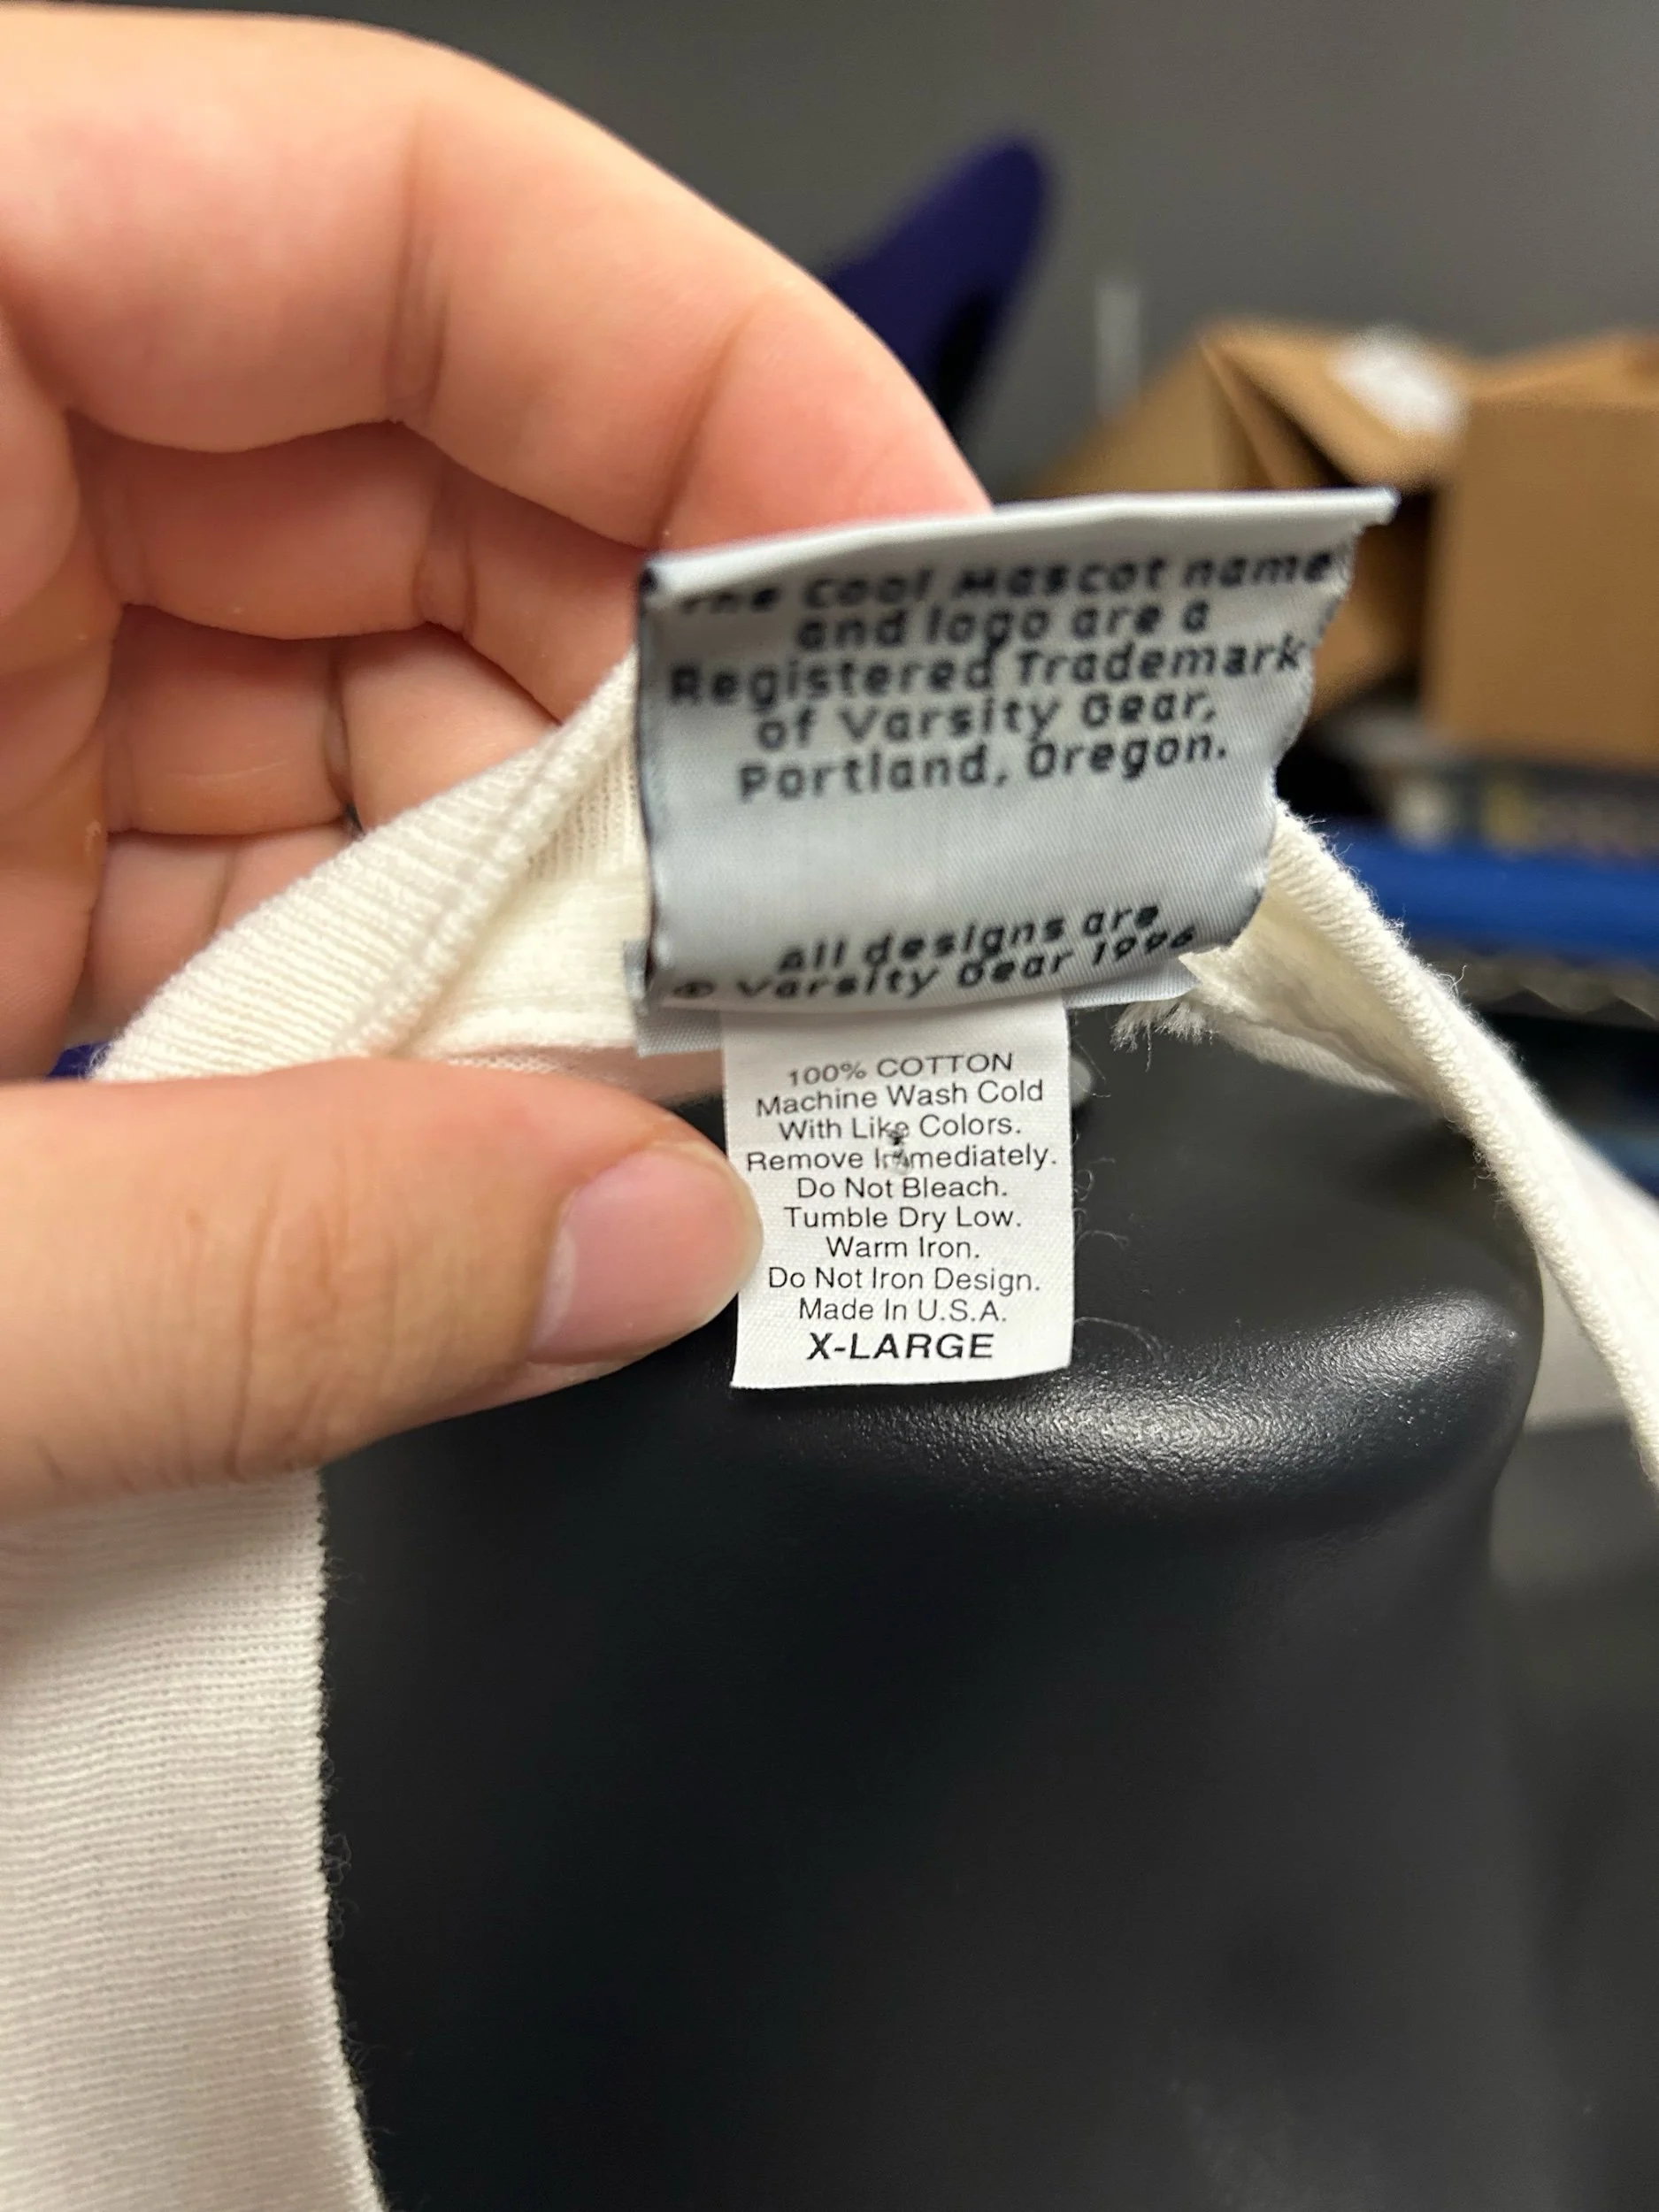 The Cool Mascot name
and logo are a
Registered Trademark
of Varsity Gear,
Portland, Oregon.
All designs are
© Varsity Gear 1996
100% COTTON
Machine Wash Cold
With Like Colors.
Remove Immediately.
Do Not Bleach.
Tumble Dry Low.
Warm Iron.
Do Not Iron Design.
Made In U.S.A.
X-LARGE